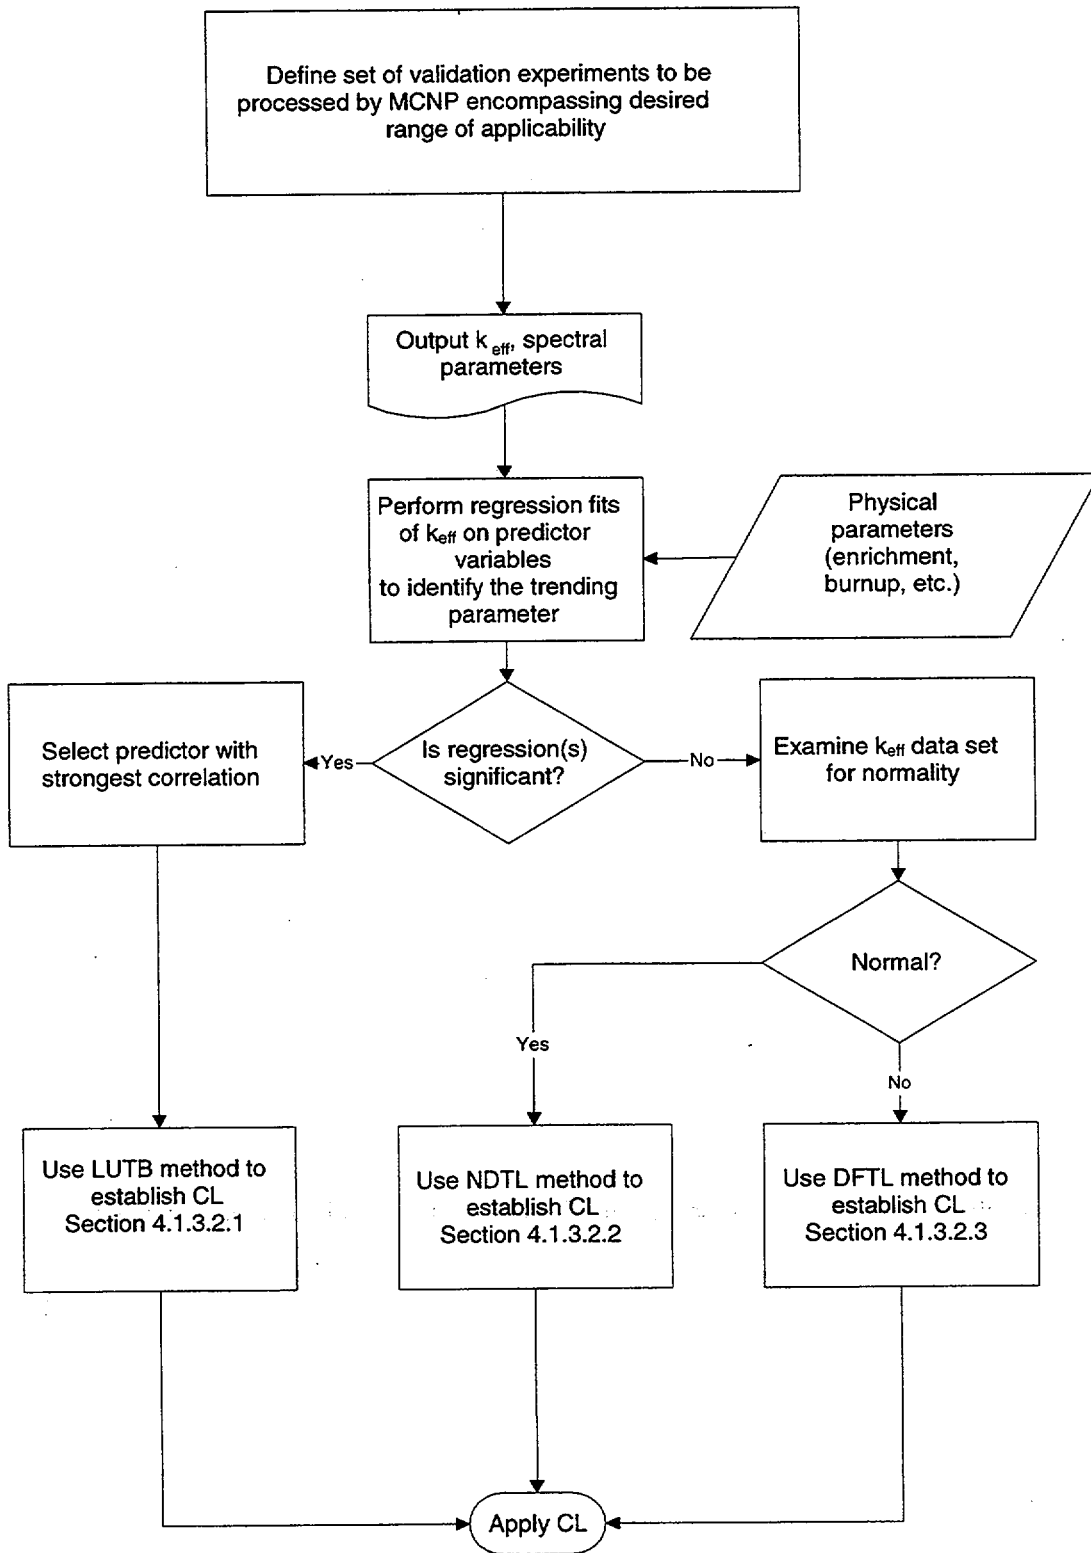 Define set of validation experiments to be
processed by MCNP encompassing desired
range of applicability
Output k eff, spectral
parameters
Perform regression fits
of keff on predictor
variables
to identify the trending
parameter
Physical
parameters
(enrichment,
burnup, etc.)
Select predictor with
strongest correlation
Yes
Is regression(s)
significant?
No
Examine keff data set
for normality
Normal?
Yes
No
Use LUTB method to
establish CL
Section 4.1.3.2.1
Use NDTL method to
establish CL
Section 4.1.3.2.2
Use DFTL method to
establish CL
Section 4.1.3.2.3
Apply CL